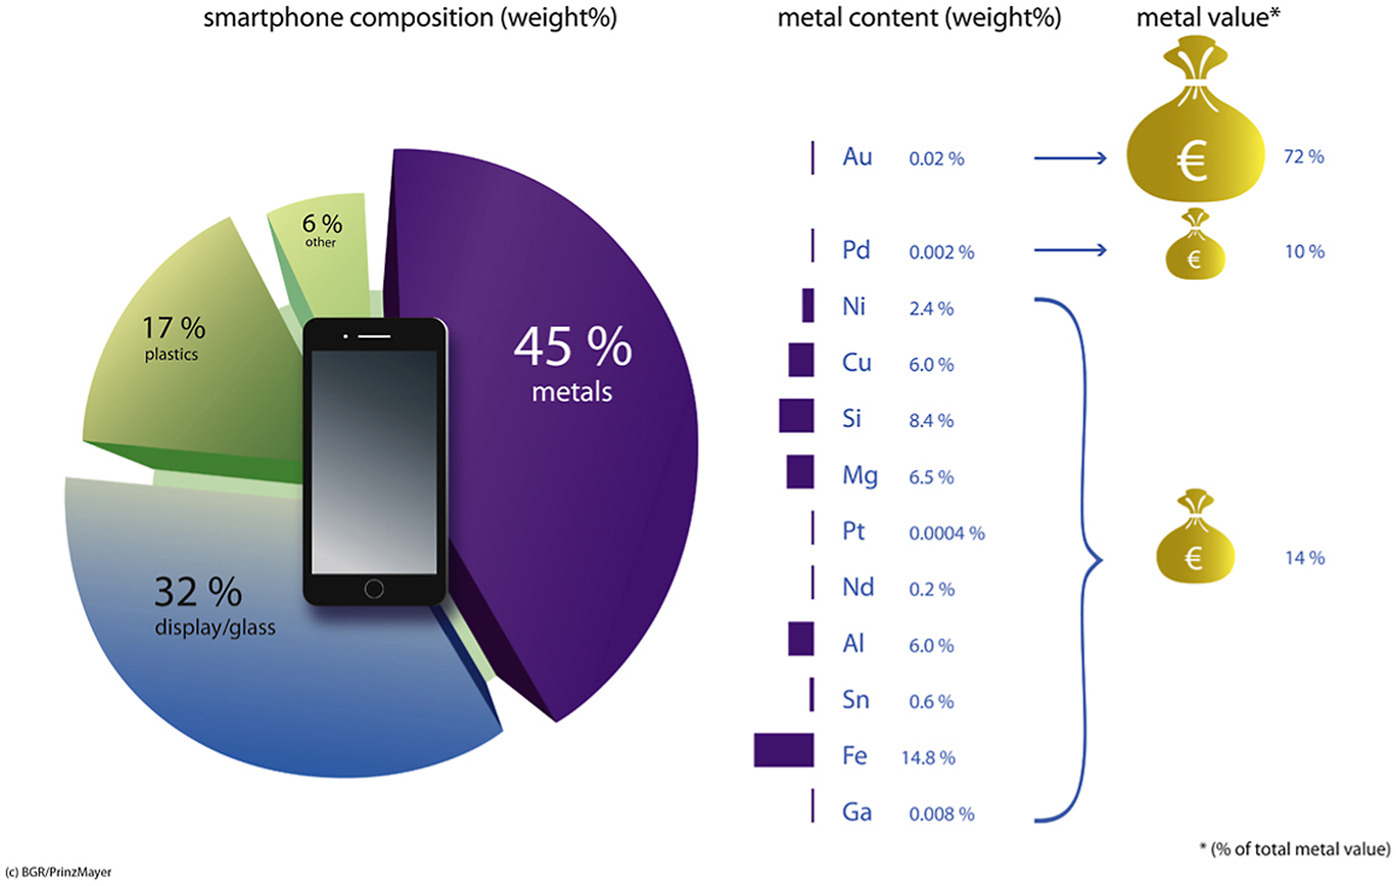 smartphone composition (weight%)
metal content (weight%)
metal value*
6 %
other
17 %
plastics
45 %
metals
32 %
display/glass
Au 0.02 % € 72 %
Pd 0.002 % € 10 %
Ni 2.4 %
Cu 6.0 %
Si 8.4 %
Mg 6.5 %
Pt 0.0004 %
Nd 0.2 %
Al 6.0 %
Sn 0.6 %
Fe 14.8 %
Ga 0.008 %
€ 14 %
* (% of total metal value)
(c) BGR/PrinzMayer